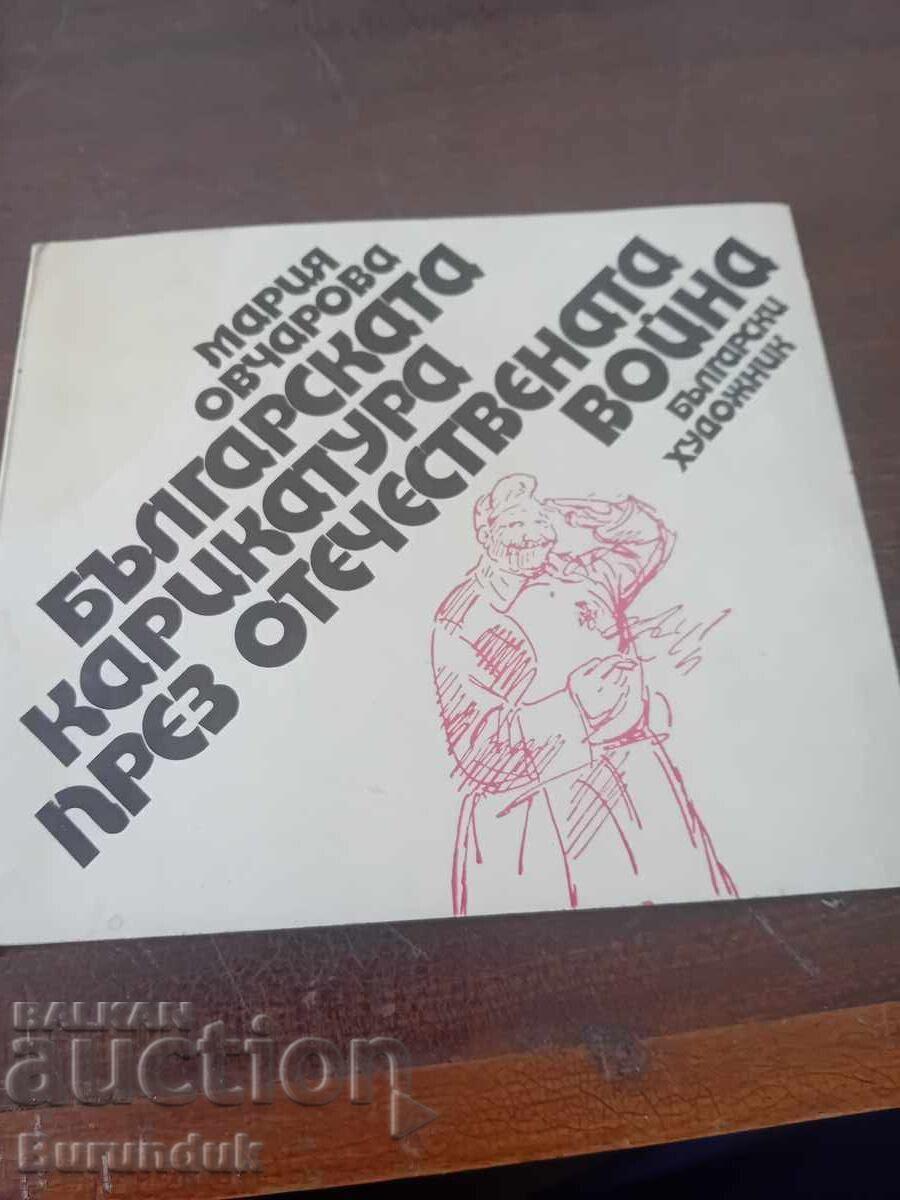 Мария
Овчарова
Българската
карикатура
през Отечествената
война
Български
художник
BALKAN
auction
Burunduk